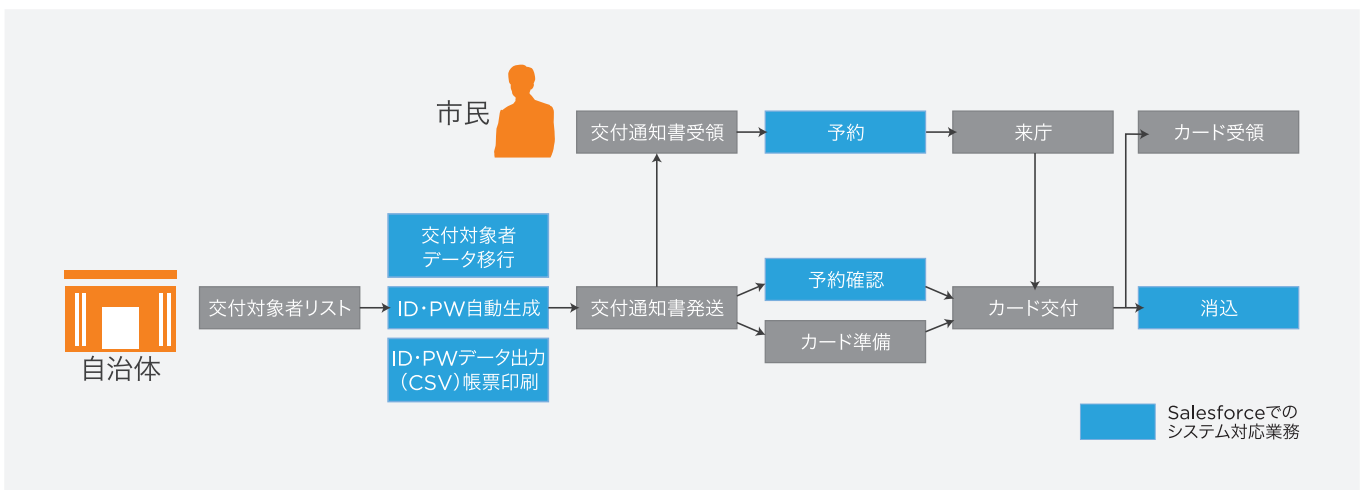 市民
交付通知書受領
予約
来庁
カード受領
交付対象者
データ移行
自治体
交付対象者リスト
ID・PW自動生成
ID・PWデータ出力
（CSV）帳票印刷
交付通知書発送
予約確認
カード準備
カード交付
消込
Salesforceでの
システム対応業務